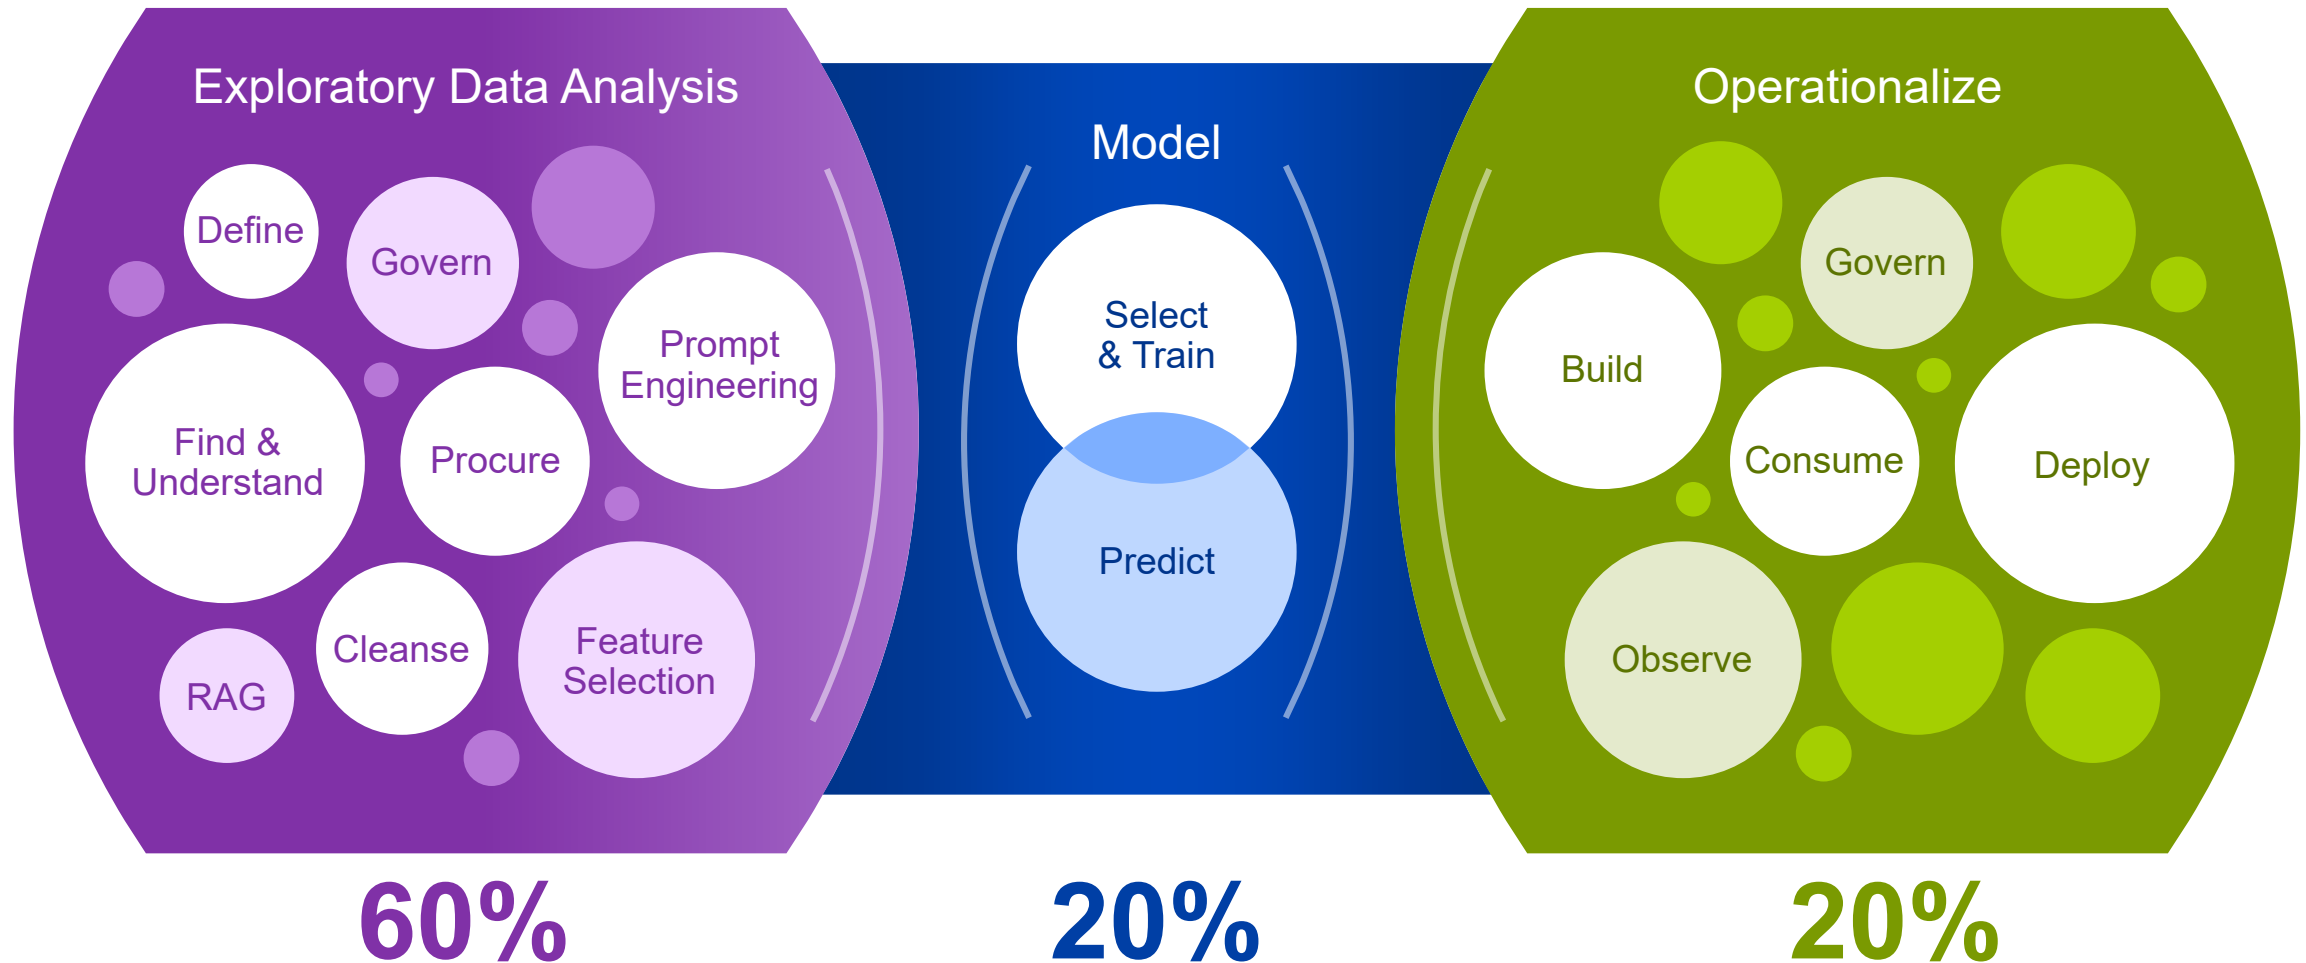 Exploratory Data Analysis
Define
Govern
Prompt
Engineering
Find &
Understand
Procure
Cleanse
Feature
Selection
RAG
60%
Model
Select
& Train
Predict
20%
Operationalize
Govern
Build
Consume
Deploy
Observe
20%